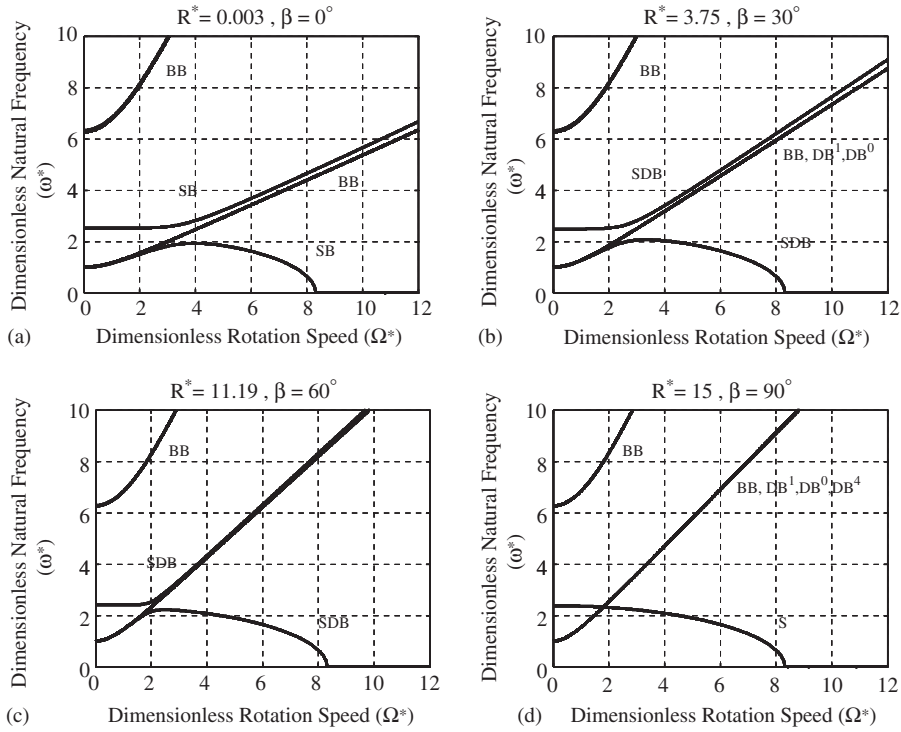 R*= 0.003 , β = 0°
Dimensionless Natural Frequency
(ω*)
10
8
6
4
2
0
BB
SB
BB
SB
0 2 4 6 8 10 12
(a) Dimensionless Rotation Speed (Ω*)
R*= 3.75 , β = 30°
Dimensionless Natural Frequency
(ω*)
10
8
6
4
2
0
BB
BB, DB¹,DB⁰
SDB
SDB
0 2 4 6 8 10 12
(b) Dimensionless Rotation Speed (Ω*)
R*= 11.19 , β = 60°
Dimensionless Natural Frequency
(ω*)
10
8
6
4
2
0
BB
SDB
SDB
0 2 4 6 8 10 12
(c) Dimensionless Rotation Speed (Ω*)
R*= 15 , β = 90°
Dimensionless Natural Frequency
(ω*)
10
8
6
4
2
0
BB
BB, DB¹,DB⁰,DB⁴
S
0 2 4 6 8 10 12
(d) Dimensionless Rotation Speed (Ω*)